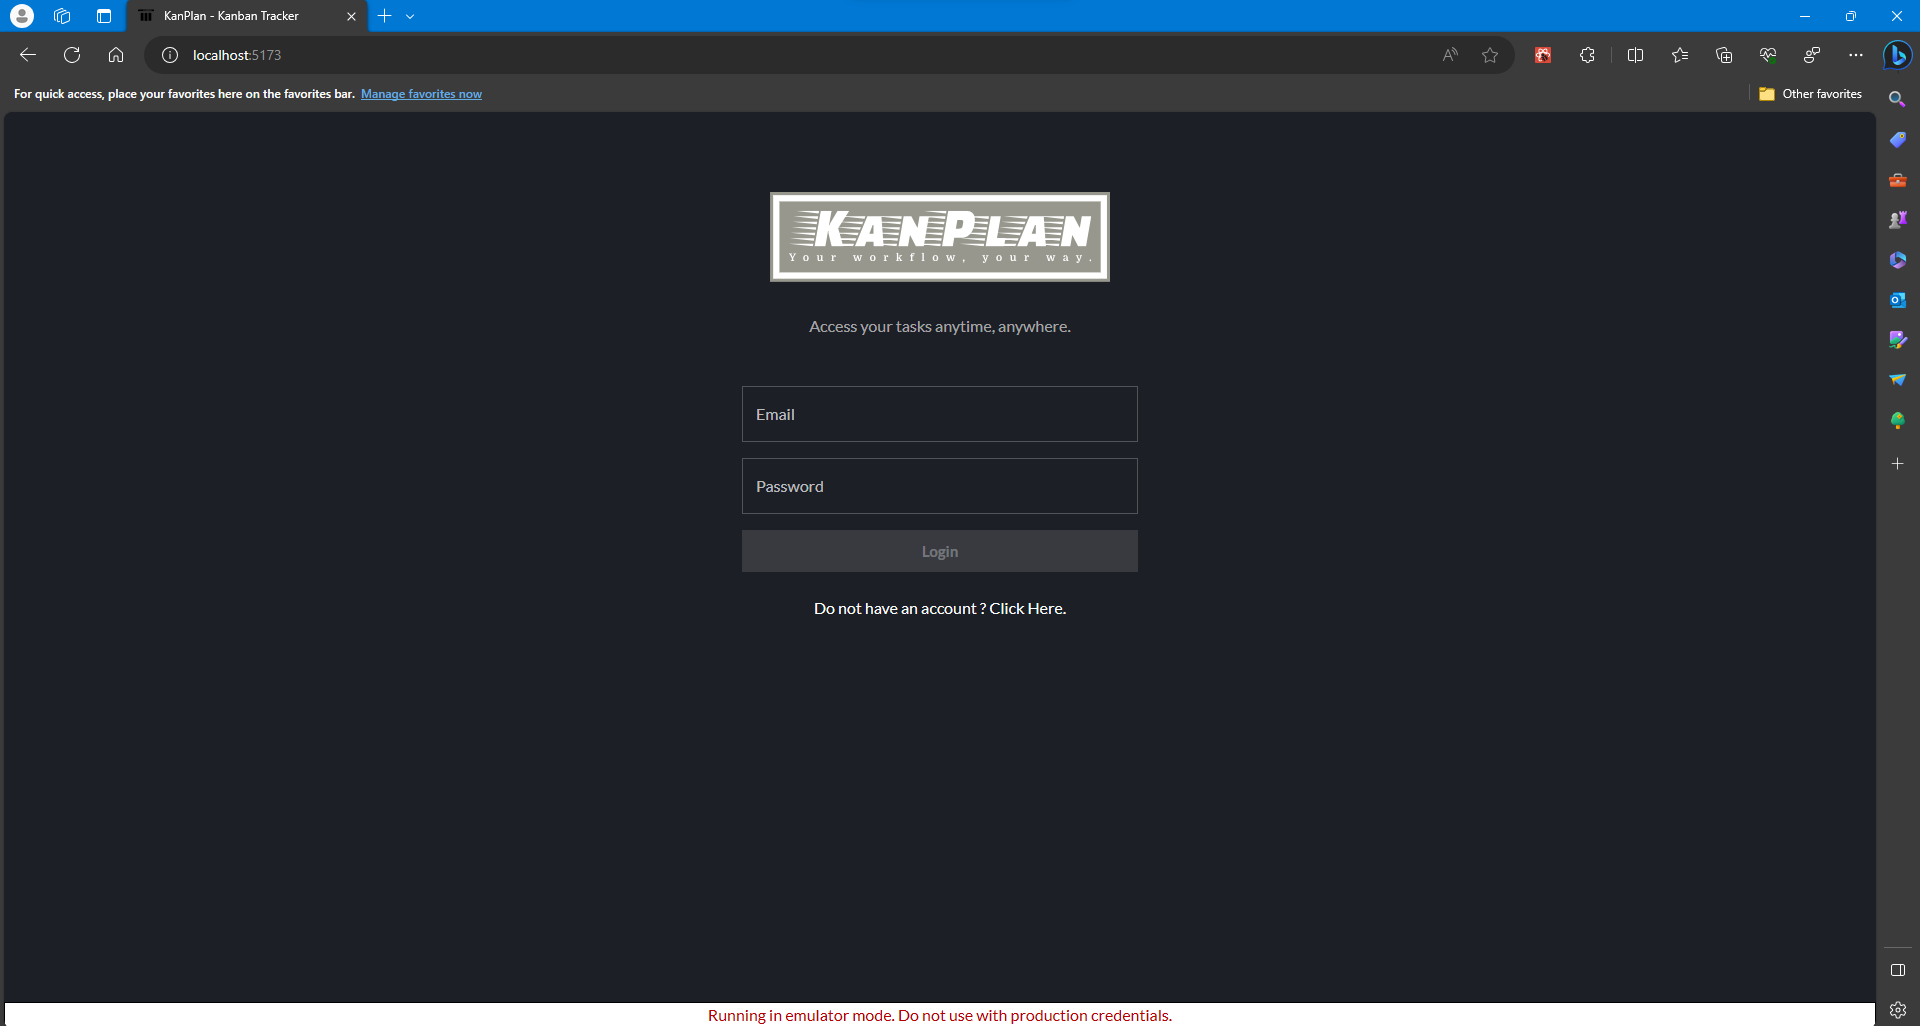 KanPlan - Kanban Tracker
localhost:5173
For quick access, place your favorites here on the favorites bar. Manage favorites now
Other favorites
KANPLAN
Your workflow, your way.
Access your tasks anytime, anywhere.
Email
Password
Login
Do not have an account ? Click Here.
Running in emulator mode. Do not use with production credentials.